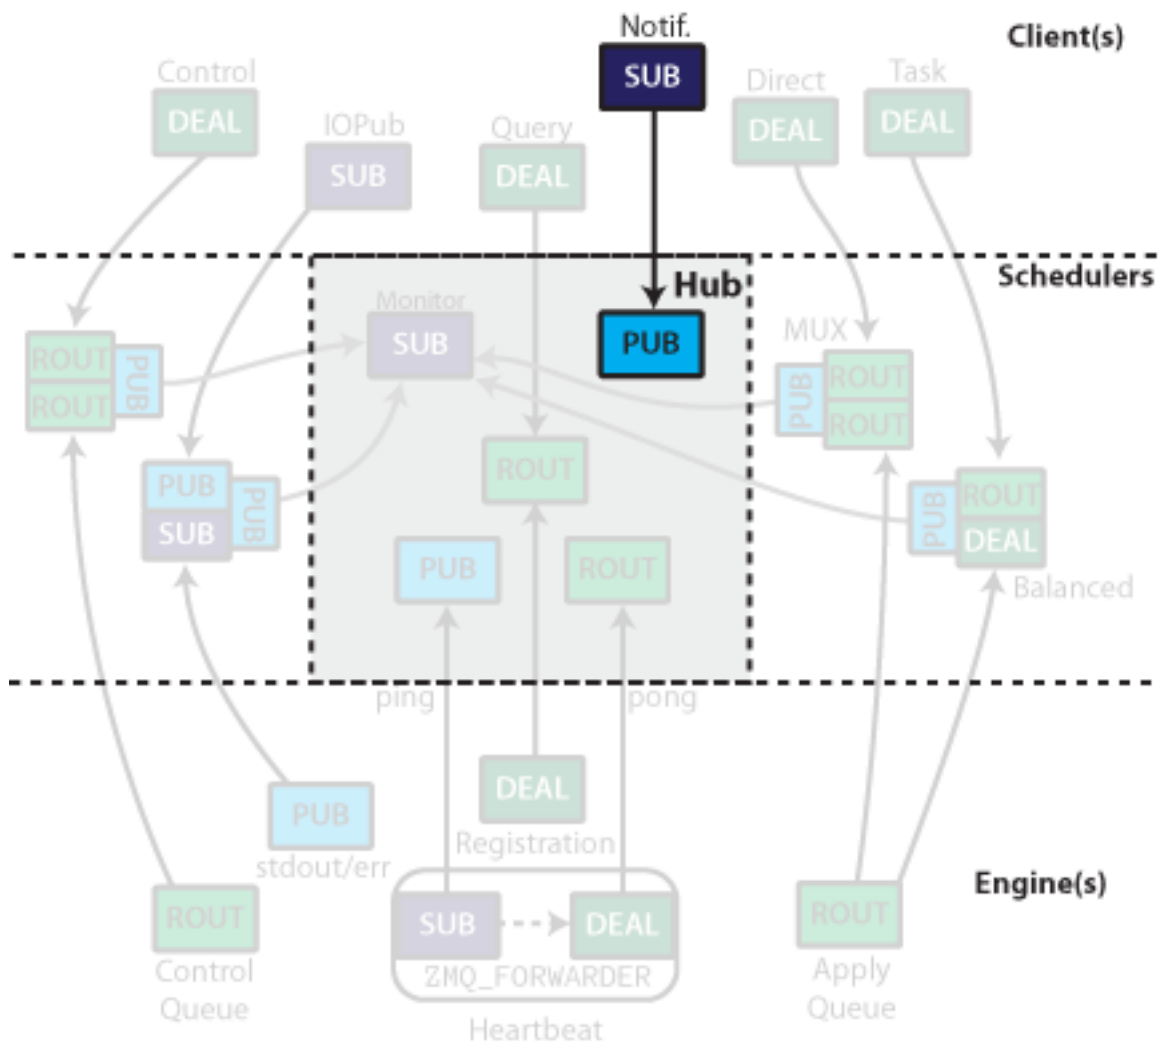 Notif.
Client(s)
SUB
Control
DEAL
IOPub
SUB
Query
DEAL
Direct
DEAL
Task
DEAL
Schedulers
Hub
Monitor
SUB
PUB
MUX
ROUT
ROUT
PUB
PUB
ROUT
ROUT
ROUT
PUB
SUB
PUB
PUB
ROUT
DEAL
Balanced
PUB
ROUT
ping
pong
DEAL
Registration
PUB
stdout/err
Engine(s)
ROUT
Control
Queue
SUB
DEAL
ZMQ_FORWARDER
Heartbeat
ROUT
Apply
Queue